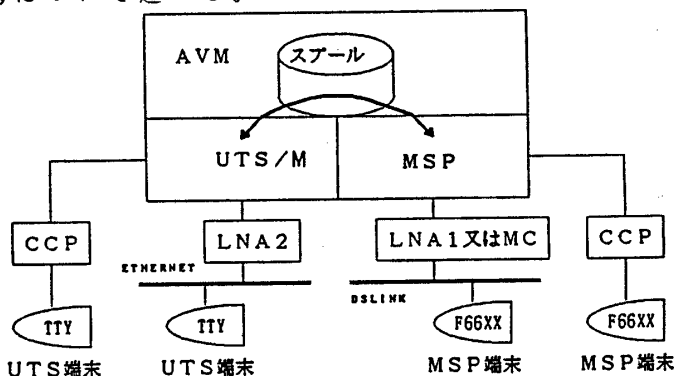 AVM
スプール
UTS/M
MSP
CCP
LNA2
LNA1又はMC
CCP
ETHERNET
DSLINK
TTY
TTY
F66XX
F66XX
UTS端末
UTS端末
MSP端末
MSP端末